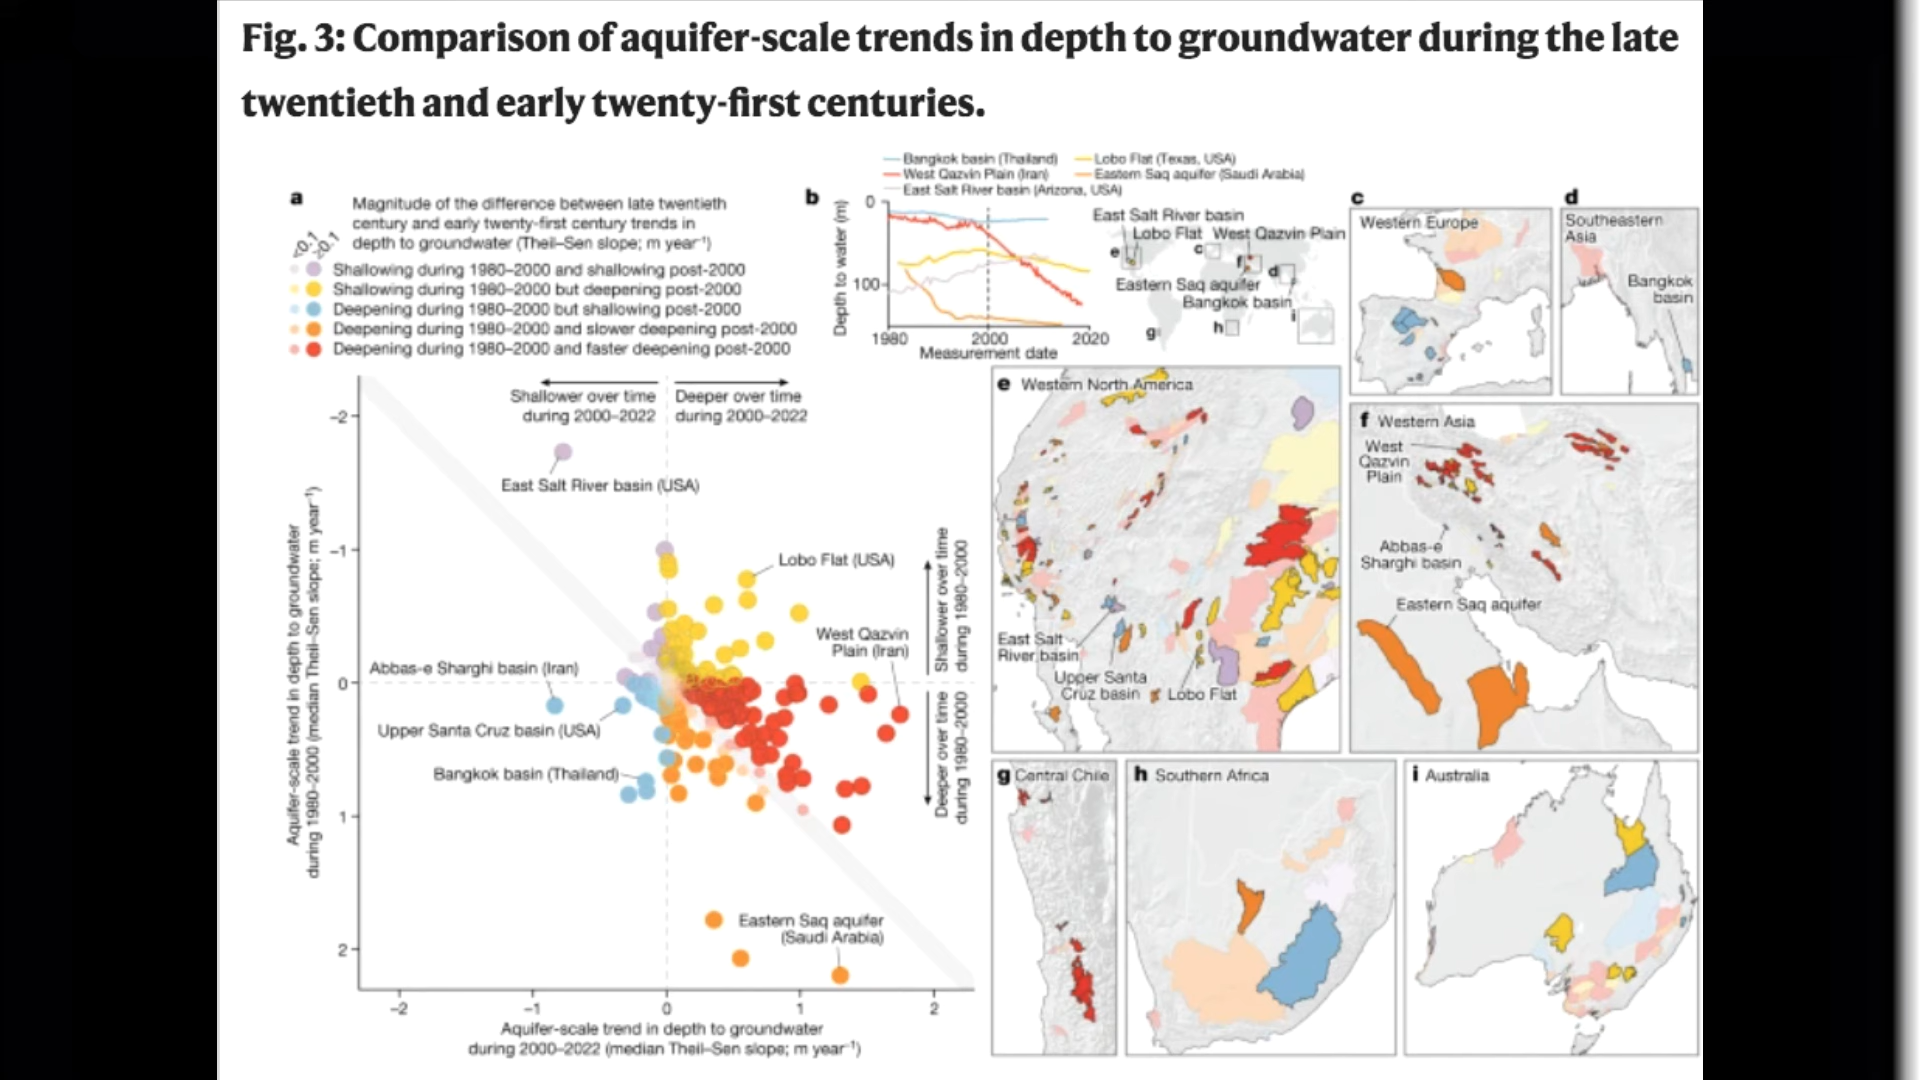 Fig. 3: Comparison of aquifer-scale trends in depth to groundwater during the late
twentieth and early twenty-first centuries.
a
Magnitude of the difference between late twentieth
century and early twenty-first century trends in
depth to groundwater (Theil–Sen slope; m year⁻¹)
<0.1
>0.1
Shallowing during 1980–2000 and shallowing post-2000
Shallowing during 1980–2000 but deepening post-2000
Deepening during 1980–2000 but shallowing post-2000
Deepening during 1980–2000 and slower deepening post-2000
Deepening during 1980–2000 and faster deepening post-2000
Shallower over time
during 2000–2022
Deeper over time
during 2000–2022
East Salt River basin (USA)
Lobo Flat (USA)
West Qazvin
Plain (Iran)
Abbas-e Sharghi basin (Iran)
Upper Santa Cruz basin (USA)
Bangkok basin (Thailand)
Eastern Saq aquifer
(Saudi Arabia)
Shallower over time
during 1980–2000
Deeper over time
during 1980–2000
Aquifer-scale trend in depth to groundwater
during 1980–2000 (median Theil–Sen slope; m year⁻¹)
–2
–1
0
1
2
–2 –1 0 1 2
Aquifer-scale trend in depth to groundwater
during 2000–2022 (median Theil–Sen slope; m year⁻¹)
b
Bangkok basin (Thailand)
Lobo Flat (Texas, USA)
West Qazvin Plain (Iran)
Eastern Saq aquifer (Saudi Arabia)
East Salt River basin (Arizona, USA)
Depth to water (m)
0
100
1980 2000 2020
Measurement date
East Salt River basin
Lobo Flat
West Qazvin Plain
Eastern Saq aquifer
Bangkok basin
e
c
f
d
g
h
i
c
Western Europe
d
Southeastern
Asia
Bangkok
basin
e Western North America
East Salt
River basin
Upper Santa
Cruz basin
Lobo Flat
f Western Asia
West
Qazvin
Plain
Abbas-e
Sharghi basin
Eastern Saq aquifer
g Central Chile
h Southern Africa
i Australia